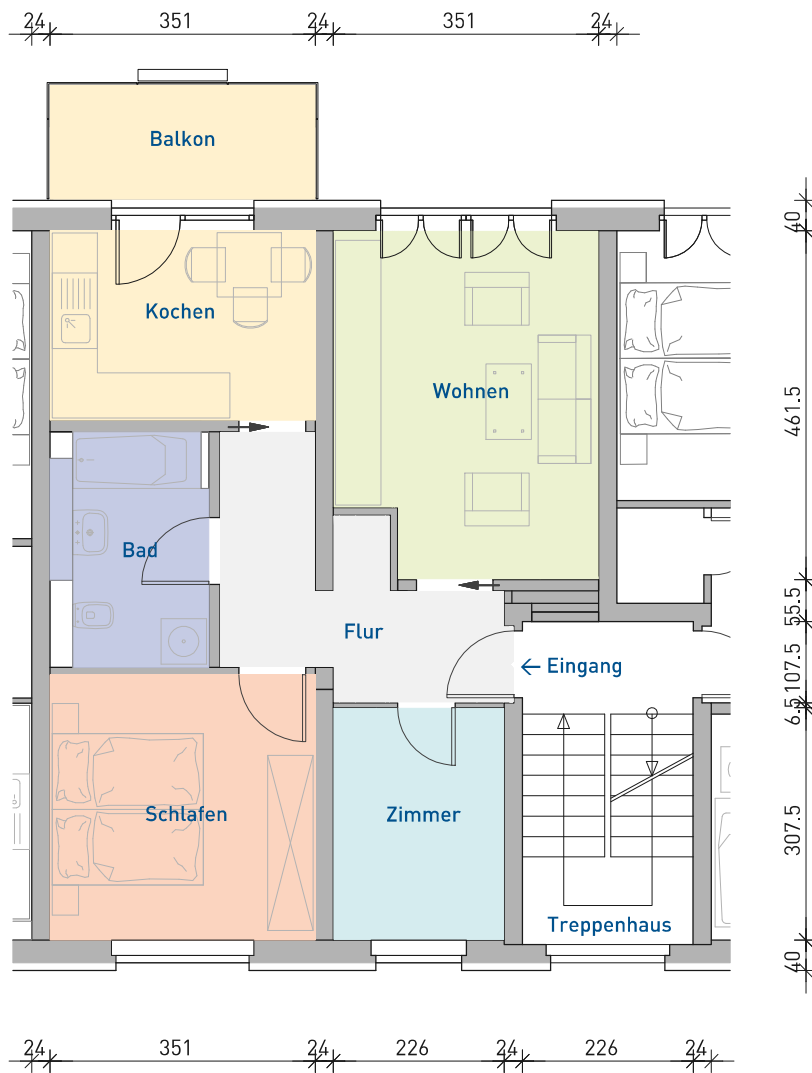 24 351 24 351 24
Balkon
40
Kochen
Wohnen
461.5
Bad
55.5
Flur
← Eingang
107.5
6.5
Schlafen
Zimmer
307.5
Treppenhaus
40
24 351 24 226 24 226 24